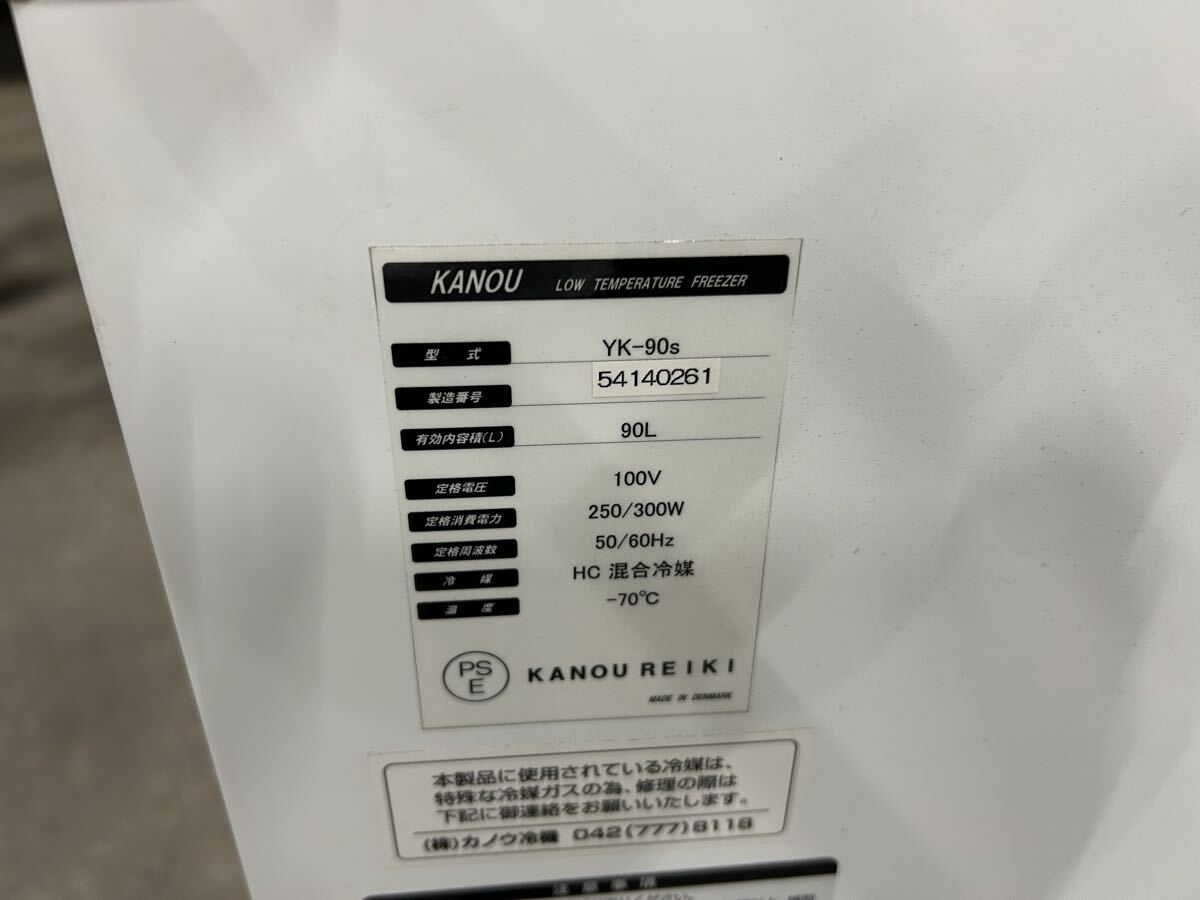 KANOU LOW TEMPERATURE FREEZER
型式 YK-90s
製造番号 54140261
有効内容積(L) 90L
定格電圧 100V
定格消費電力 250/300W
定格周波数 50/60Hz
冷媒 HC 混合冷媒
温度 -70℃
PS E KANOU REIKI
MADE IN DENMARK
本製品に使用されている冷媒は、
特殊な冷媒ガスの為、修理の際は
下記に御連絡をお願いいたします。
(株)カノウ冷機 042(777)8118
注意事項